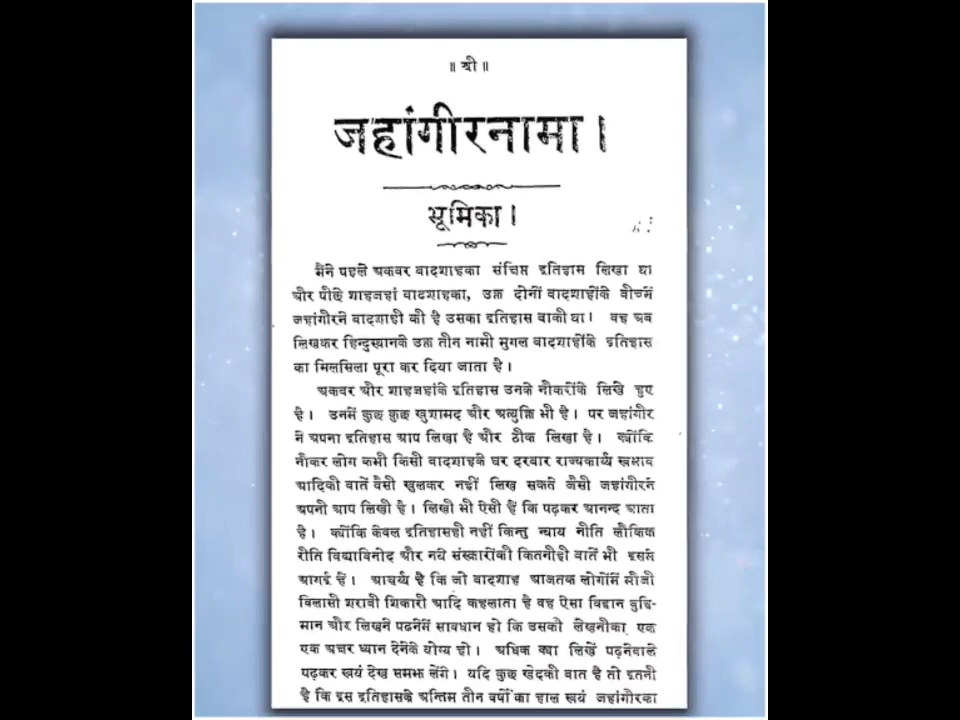 ॥ श्री ॥
जहांगीरनामा।
भूमिका।
मैंने पहले अकबर बादशाहका संक्षिप्त इतिहास लिखा था
और पीछे शाहजहां बादशाहका, उक्त दोनों बादशाहोंके बीचमें
जहांगीरने बादशाही की है उसका इतिहास बाकी था। वह अब
लिखकर हिन्दुस्थानके उक्त तीन नामी मुगल बादशाहोंके इतिहास
का सिलसिला पूरा कर दिया जाता है।
अकबर और शाहजहांके इतिहास उनके नौकरोंके लिखे हुए
है। उनमें कुछ कुछ खुशामद और अत्युक्ति भी है। पर जहांगीर
ने अपना इतिहास आप लिखा है और ठीक लिखा है। क्योंकि
नौकर लोग कभी किसी बादशाहके घर दरबार राज्यकार्य्य स्वभाव
आदिकी बातें वैसी खुलकर नहीं लिख सकते जैसी जहांगीरने
अपनी आप लिखी है। लिखी भी ऐसी हैं कि पढ़कर आनन्द आता
है। क्योंकि केवल इतिहासही नहीं किन्तु न्याय नीति लौकिक
रीति विद्याविनोद और नये संस्कारोंकी कितनीही बातें भी इसमें
आगई हैं। आश्चर्य्य है कि जो बादशाह आजतक लोगोंमें मौजी
विलासी शराबी शिकारी आदि कहलाता है वह ऐसा विद्वान बुद्धि-
मान और लिखने पढनेमें सावधान हो कि उसकी लेखनीका एक
एक अक्षर ध्यान देनेके योग्य हो। अधिक क्या लिखें पढ़नेवाले
पढ़कर स्वयं देख समझ लेंगे। यदि कुछ खेदकी बात है तो इतनी
है कि इस इतिहासके अन्तिम तीन वर्षों का हाल स्वयं जहांगीरका